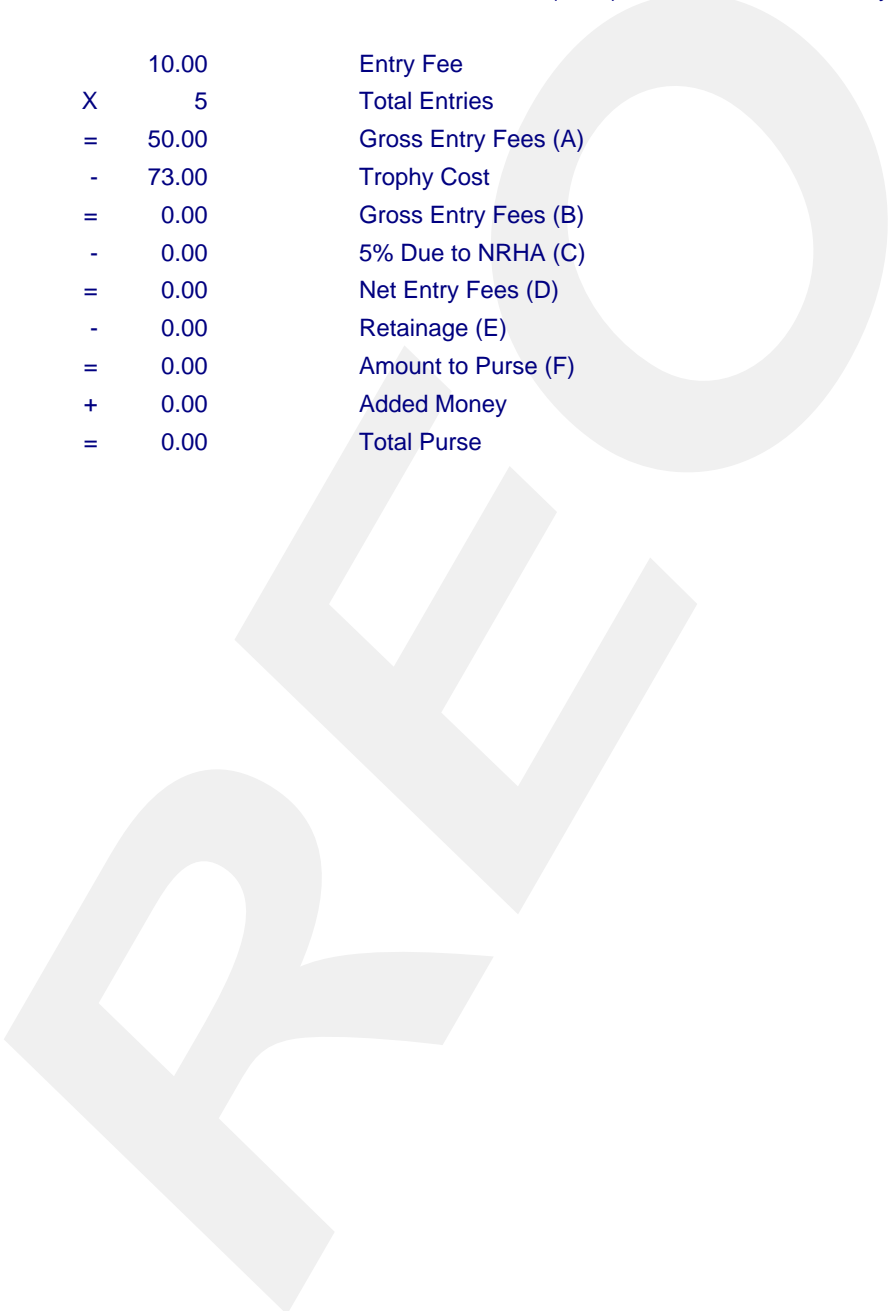 10.00 Entry Fee
X 5 Total Entries
= 50.00 Gross Entry Fees (A)
- 73.00 Trophy Cost
= 0.00 Gross Entry Fees (B)
- 0.00 5% Due to NRHA (C)
= 0.00 Net Entry Fees (D)
- 0.00 Retainage (E)
= 0.00 Amount to Purse (F)
+ 0.00 Added Money
= 0.00 Total Purse
REO